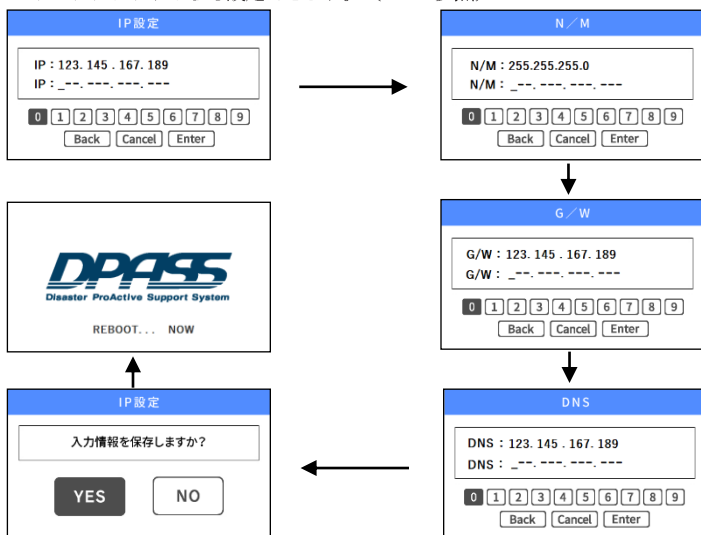 IP設定
IP：123. 145 . 167. 189
IP：_--. ---. ---. ---
0 1 2 3 4 5 6 7 8 9
Back Cancel Enter
N／M
N/M：255.255.255.0
N/M：_--. ---. ---. ---
0 1 2 3 4 5 6 7 8 9
Back Cancel Enter
G／W
G/W：123. 145 . 167. 189
G/W： _--. ---. ---. ---
0 1 2 3 4 5 6 7 8 9
Back Cancel Enter
DNS
DNS：123. 145 . 167. 189
DNS： _--. ---. ---. ---
0 1 2 3 4 5 6 7 8 9
Back Cancel Enter
IP設定
入力情報を保存しますか?
YES NO
DPASS
Disaster ProActive Support System
REBOOT... NOW